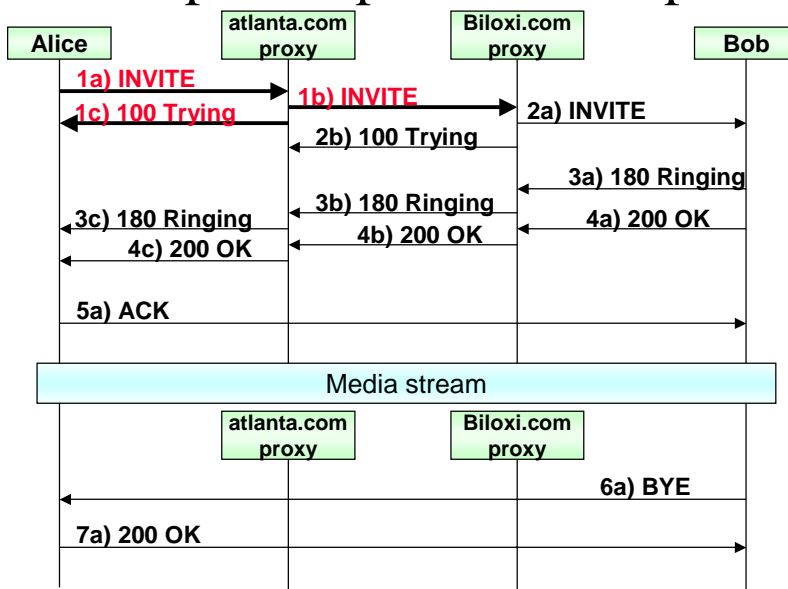 Alice
atlanta.com
proxy
Biloxi.com
proxy
Bob
1a) INVITE
1b) INVITE
1c) 100 Trying
2a) INVITE
2b) 100 Trying
3a) 180 Ringing
3b) 180 Ringing
3c) 180 Ringing
4a) 200 OK
4b) 200 OK
4c) 200 OK
5a) ACK
Media stream
atlanta.com
proxy
Biloxi.com
proxy
6a) BYE
7a) 200 OK